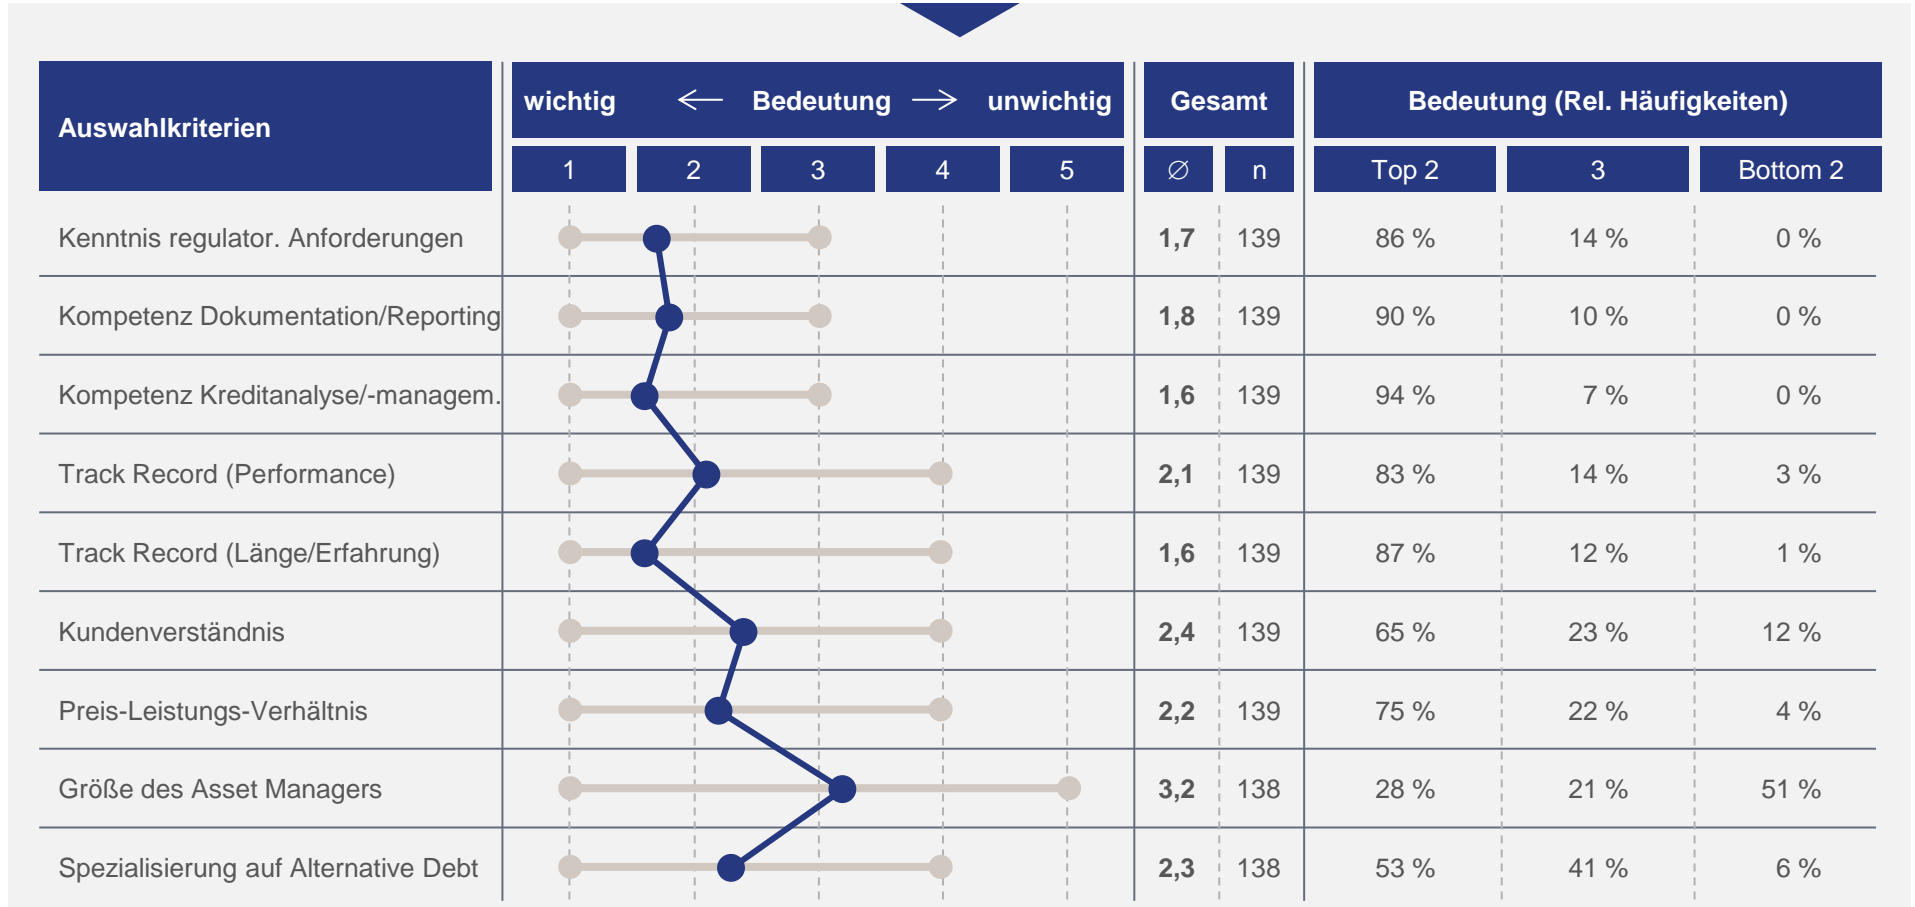 Auswahlkriterien
wichtig ← Bedeutung → unwichtig
Gesamt
Bedeutung (Rel. Häufigkeiten)
1 2 3 4 5 ∅ n Top 2 3 Bottom 2
Kenntnis regulator. Anforderungen 1,7 139 86 % 14 % 0 %
Kompetenz Dokumentation/Reporting 1,8 139 90 % 10 % 0 %
Kompetenz Kreditanalyse/-managem. 1,6 139 94 % 7 % 0 %
Track Record (Performance) 2,1 139 83 % 14 % 3 %
Track Record (Länge/Erfahrung) 1,6 139 87 % 12 % 1 %
Kundenverständnis 2,4 139 65 % 23 % 12 %
Preis-Leistungs-Verhältnis 2,2 139 75 % 22 % 4 %
Größe des Asset Managers 3,2 138 28 % 21 % 51 %
Spezialisierung auf Alternative Debt 2,3 138 53 % 41 % 6 %